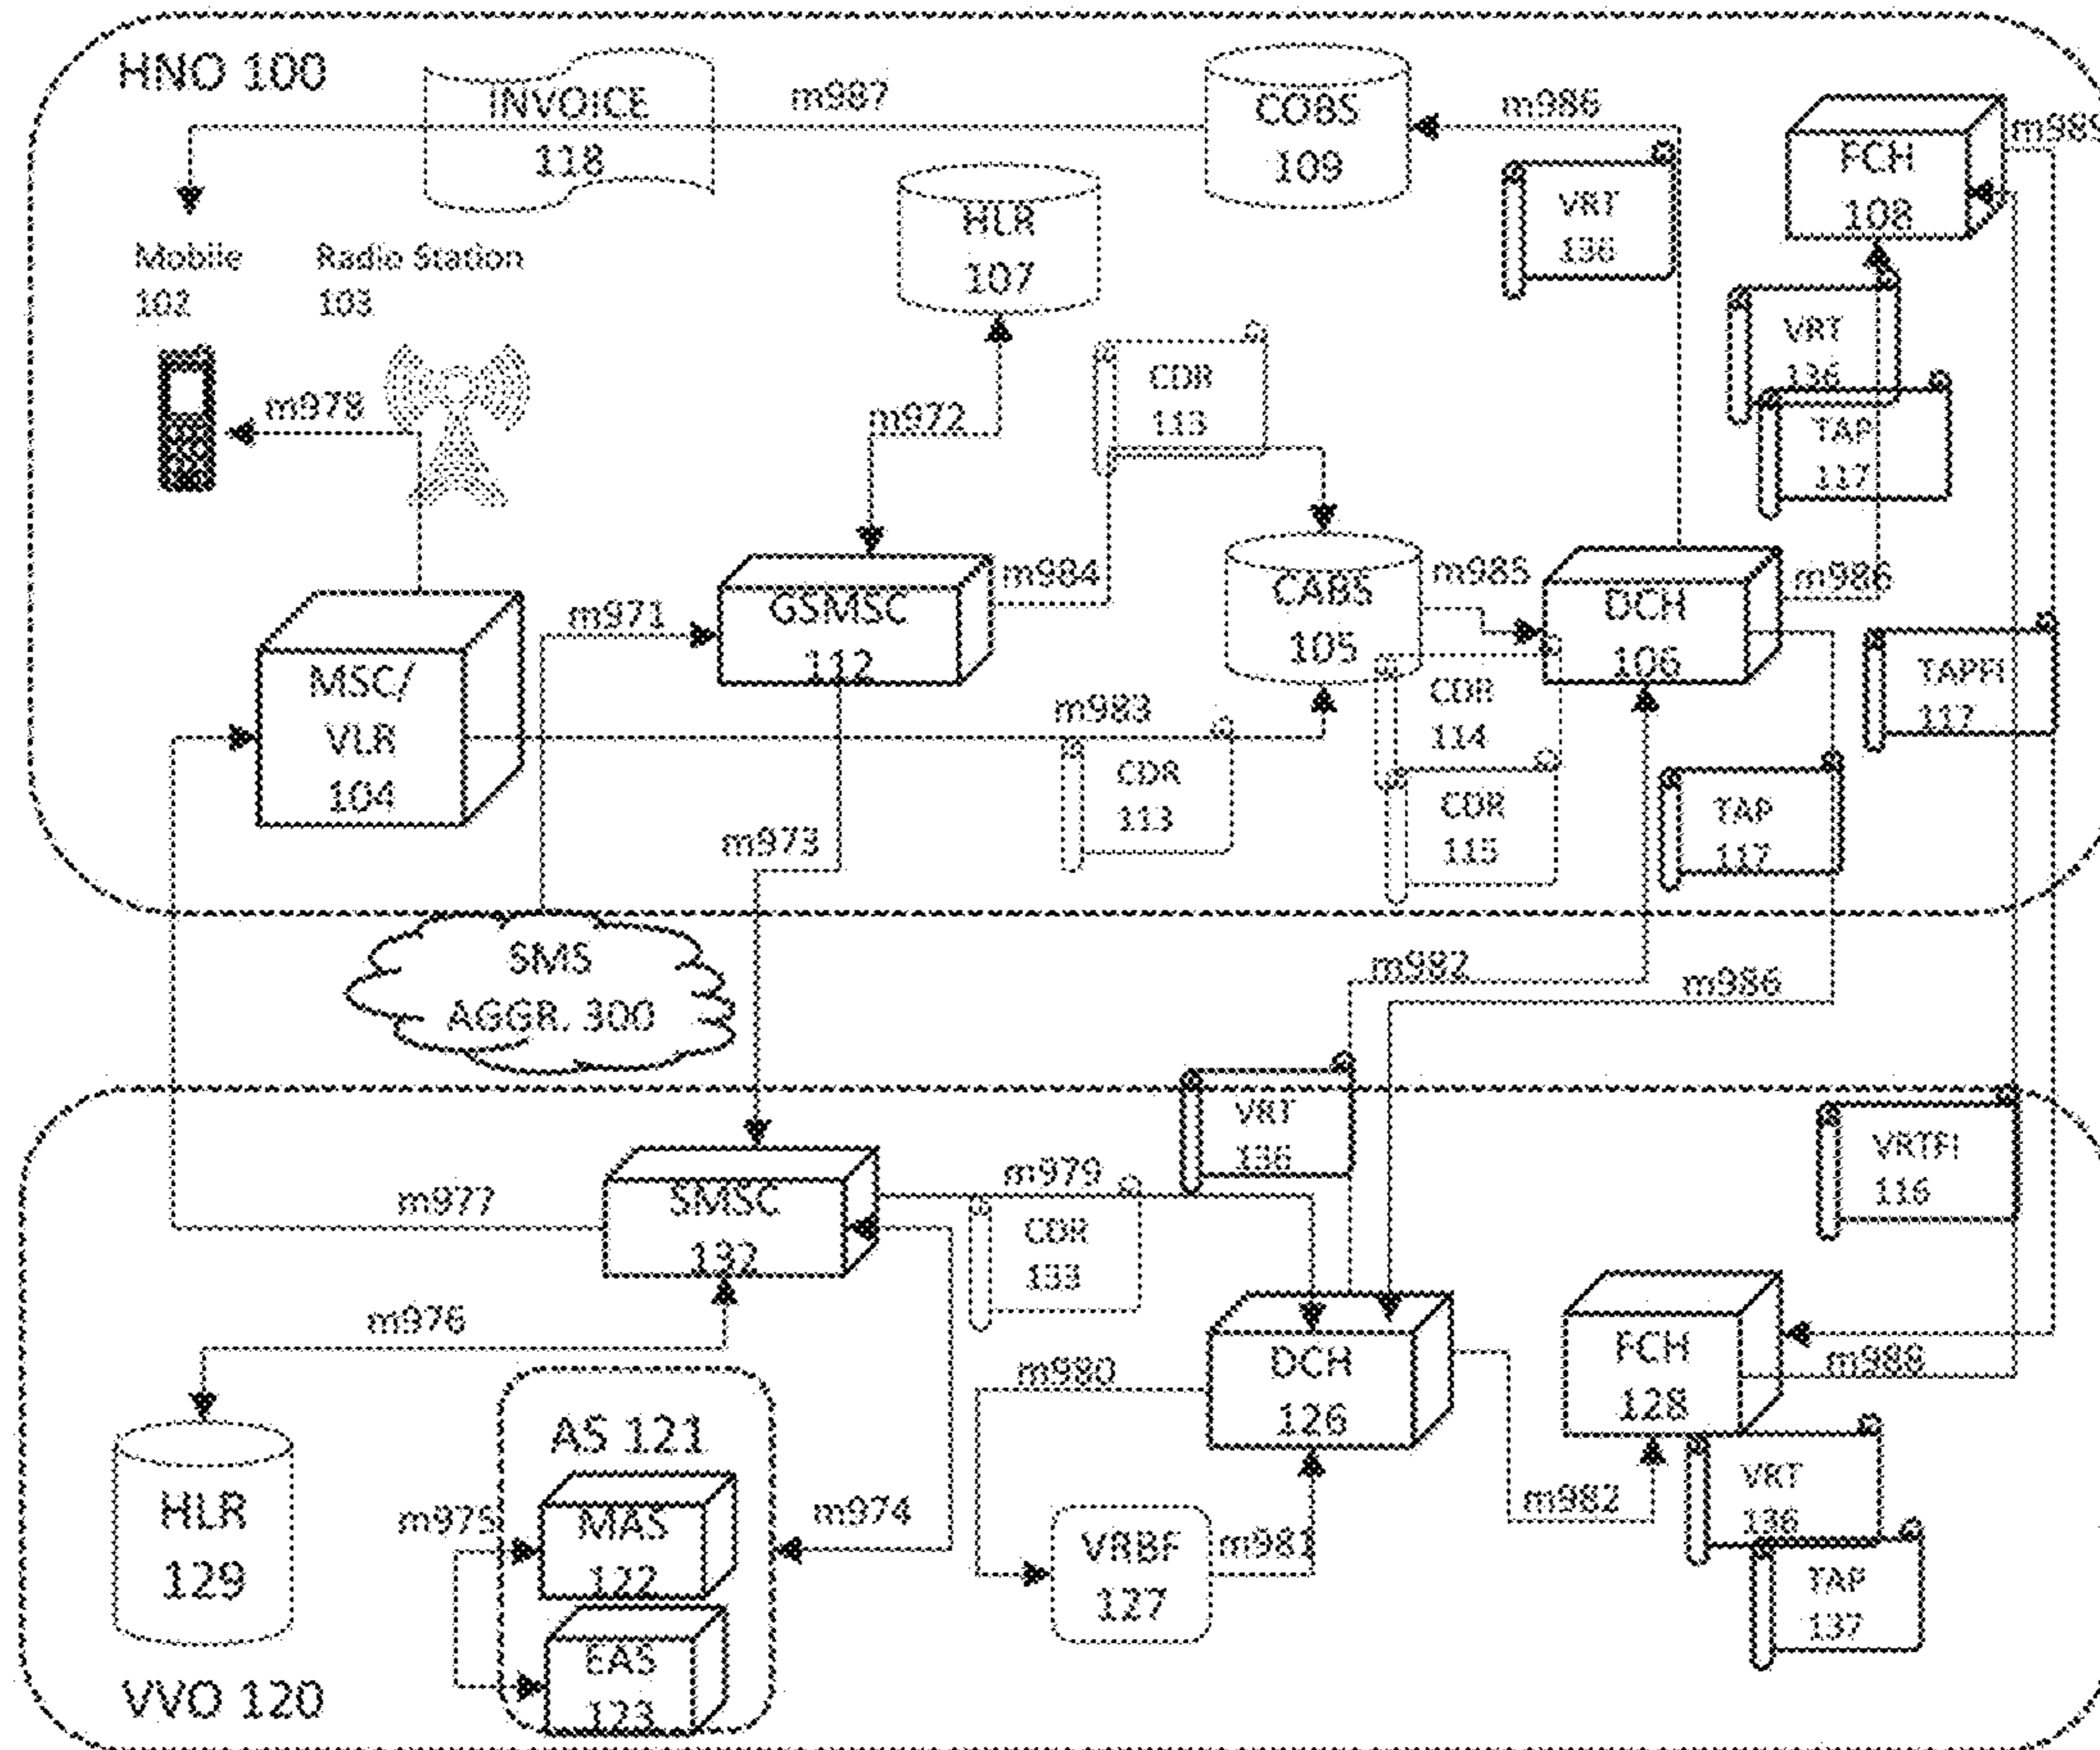 HNO 100
INVOICE
118
m987
COBS
109
m986
FCH
108
m989
HLR
107
VRT
136
Mobile
102
Radio Station
103
VRT
136
TAP
117
CDR
113
m978
m972
m984
CABS
105
m985
DCH
106
m986
m971
GSMSC
112
MSC/
VLR
104
m983
CDR
113
CDR
114
CDR
115
TAPFI
117
TAP
117
m973
SMS
AGGR. 300
m982
m986
VRT
136
VRTFI
116
m977
SMSC
132
m979
CDR
133
m976
m980
DCH
126
FCH
128
m988
AS 121
HLR
129
m975
MAS
122
m974
VRBF
127
m981
m982
VRT
136
TAP
137
EAS
123
VVO 120